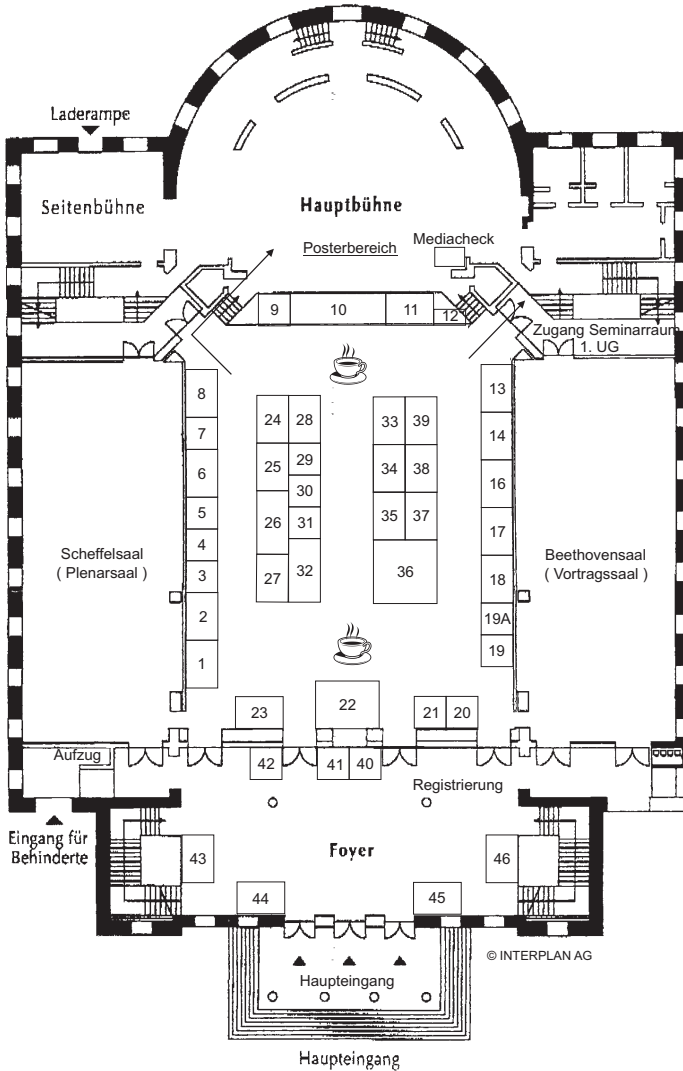 Laderampe
Seitenbühne
Hauptbühne
Posterbereich
Mediacheck
9
10
11
12
Zugang Seminarraum
1. UG
8
7
6
5
4
3
2
1
24
28
25
29
30
26
31
27
32
33
39
34
38
35
37
36
13
14
16
17
18
19A
19
Scheffelsaal
( Plenarsaal )
Beethovensaal
( Vortragssaal )
23
22
21
20
Aufzug
42
41
40
Registrierung
Eingang für
Behinderte
43
Foyer
46
44
45
© INTERPLAN AG
Haupteingang
Haupteingang